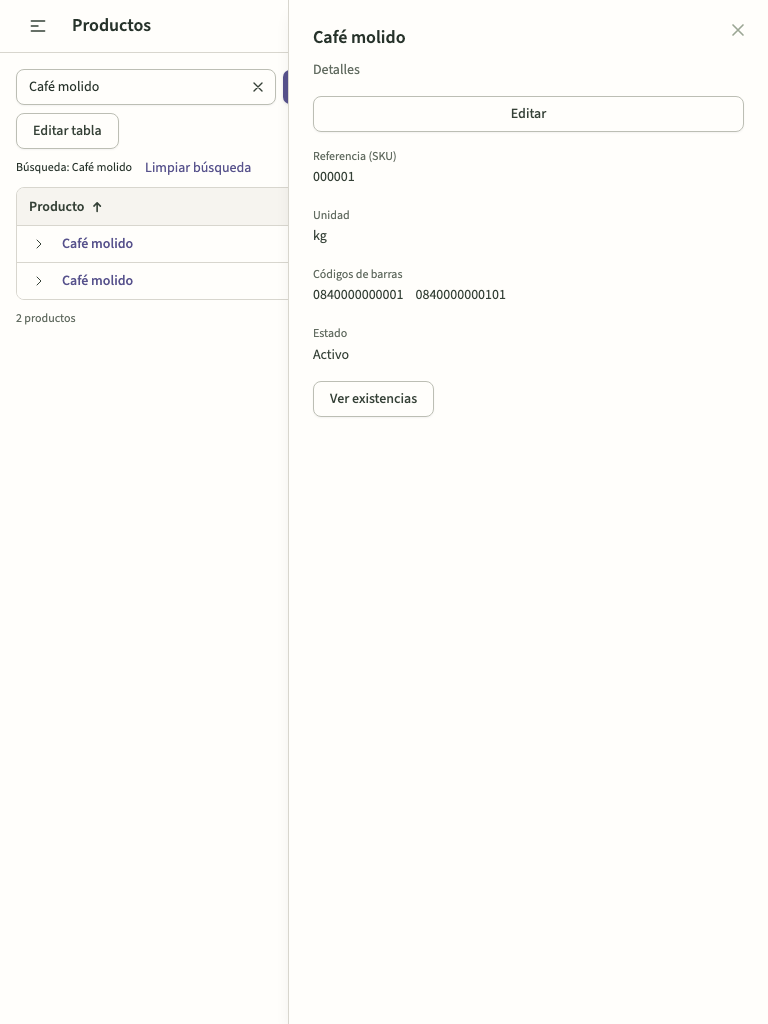 Productos
Café molido
Editar tabla
Búsqueda: Café molido Limpiar búsqueda
Producto
Café molido
Café molido
2 productos
Café molido
Detalles
Editar
Referencia (SKU)
000001
Unidad
kg
Códigos de barras
0840000000001 0840000000101
Estado
Activo
Ver existencias